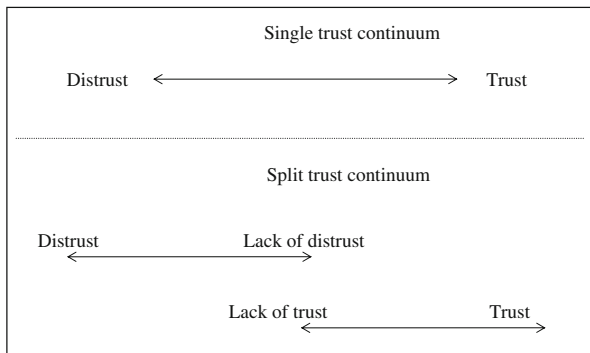 Single trust continuum
Distrust Trust
Split trust continuum
Distrust Lack of distrust
Lack of trust Trust